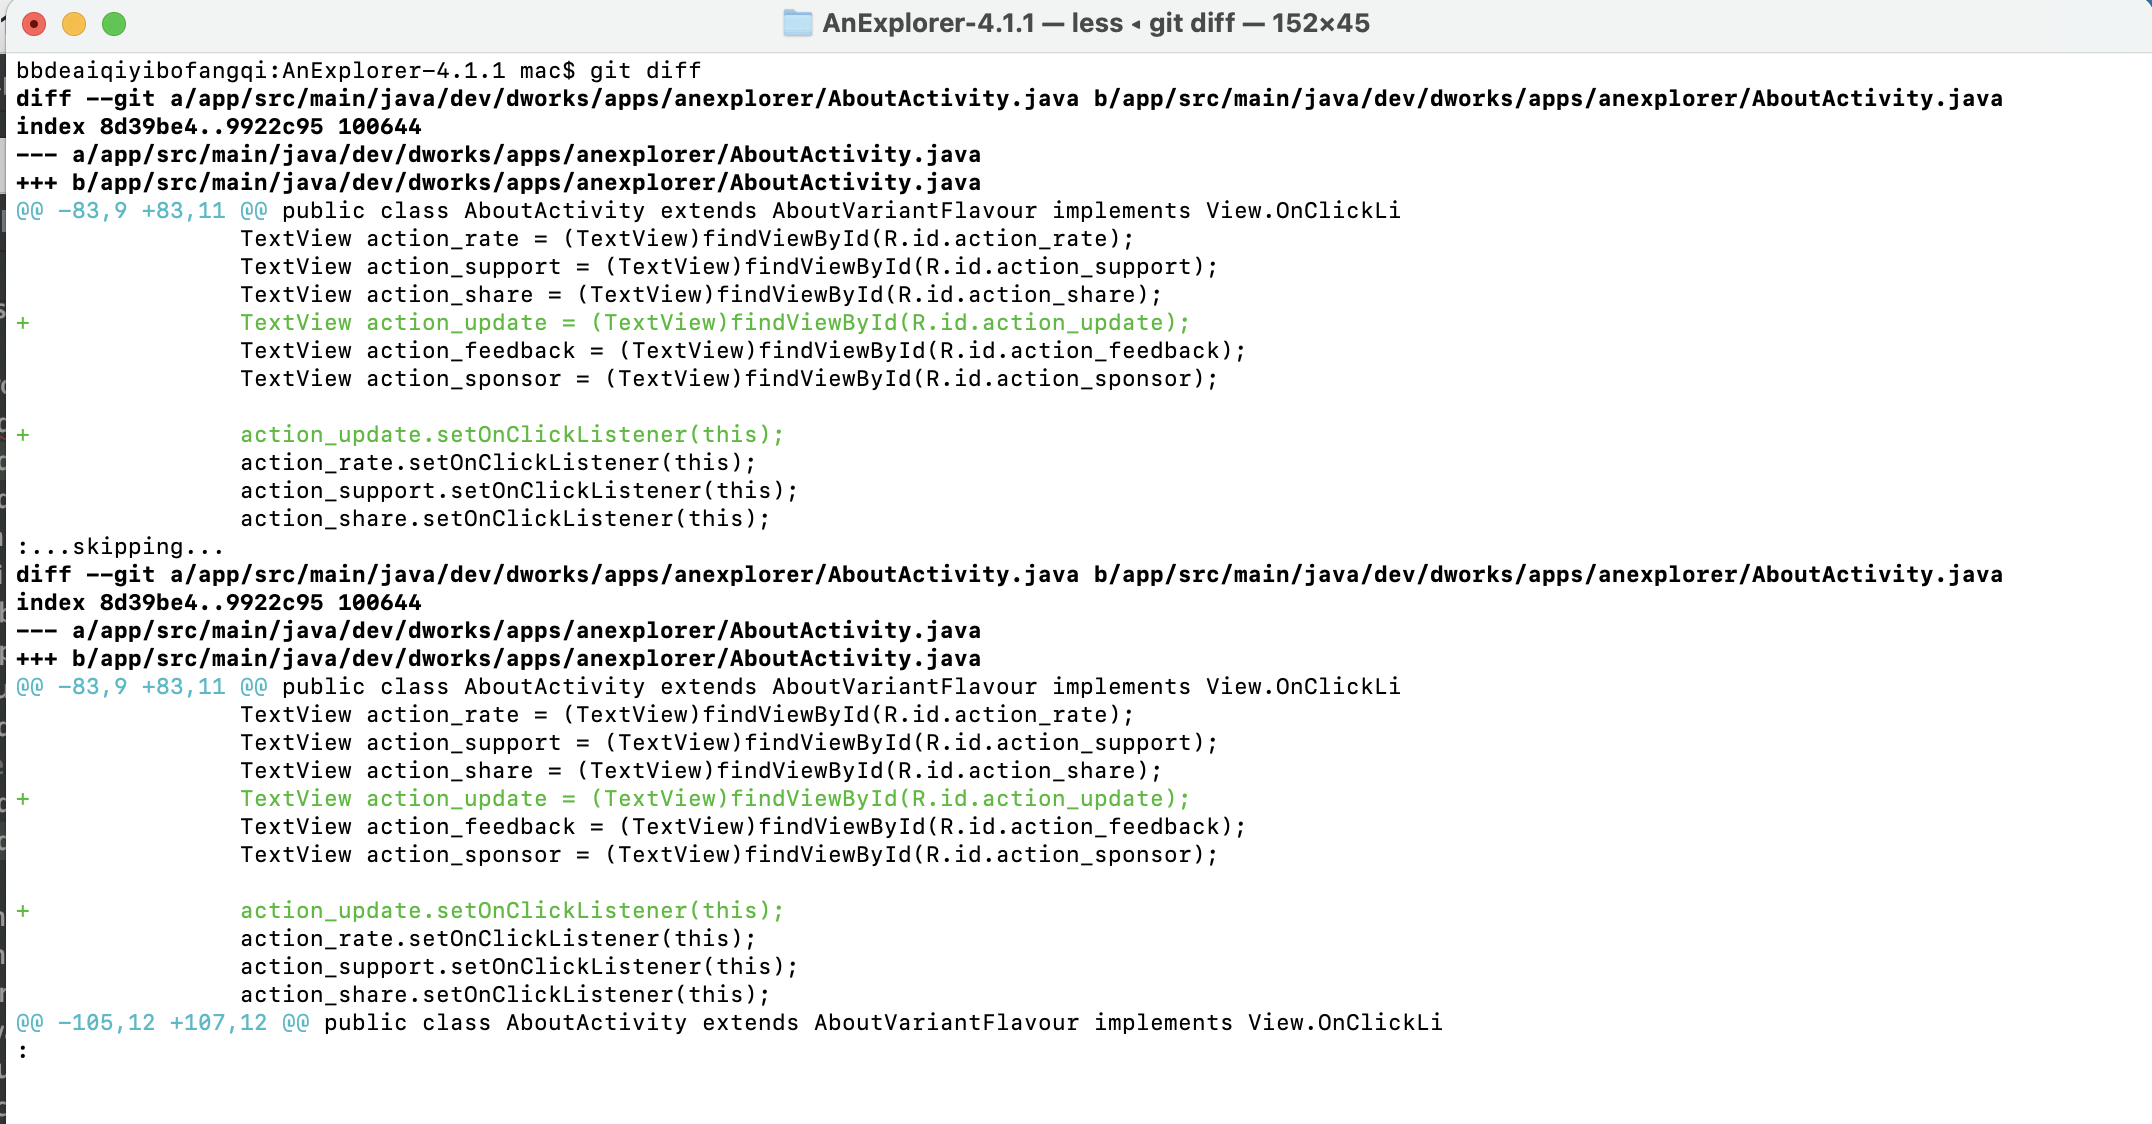 AnExplorer-4.1.1 — less ◂ git diff — 152×45
bbdeaiqiyibofangqi:AnExplorer-4.1.1 mac$ git diff
diff --git a/app/src/main/java/dev/dworks/apps/anexplorer/AboutActivity.java b/app/src/main/java/dev/dworks/apps/anexplorer/AboutActivity.java
index 8d39be4..9922c95 100644
--- a/app/src/main/java/dev/dworks/apps/anexplorer/AboutActivity.java
+++ b/app/src/main/java/dev/dworks/apps/anexplorer/AboutActivity.java
@@ -83,9 +83,11 @@ public class AboutActivity extends AboutVariantFlavour implements View.OnClickLi
                TextView action_rate = (TextView)findViewById(R.id.action_rate);
                TextView action_support = (TextView)findViewById(R.id.action_support);
                TextView action_share = (TextView)findViewById(R.id.action_share);
+               TextView action_update = (TextView)findViewById(R.id.action_update);
                TextView action_feedback = (TextView)findViewById(R.id.action_feedback);
                TextView action_sponsor = (TextView)findViewById(R.id.action_sponsor);
+               action_update.setOnClickListener(this);
                action_rate.setOnClickListener(this);
                action_support.setOnClickListener(this);
                action_share.setOnClickListener(this);
:...skipping...
diff --git a/app/src/main/java/dev/dworks/apps/anexplorer/AboutActivity.java b/app/src/main/java/dev/dworks/apps/anexplorer/AboutActivity.java
index 8d39be4..9922c95 100644
--- a/app/src/main/java/dev/dworks/apps/anexplorer/AboutActivity.java
+++ b/app/src/main/java/dev/dworks/apps/anexplorer/AboutActivity.java
@@ -83,9 +83,11 @@ public class AboutActivity extends AboutVariantFlavour implements View.OnClickLi
                TextView action_rate = (TextView)findViewById(R.id.action_rate);
                TextView action_support = (TextView)findViewById(R.id.action_support);
                TextView action_share = (TextView)findViewById(R.id.action_share);
+               TextView action_update = (TextView)findViewById(R.id.action_update);
                TextView action_feedback = (TextView)findViewById(R.id.action_feedback);
                TextView action_sponsor = (TextView)findViewById(R.id.action_sponsor);
+               action_update.setOnClickListener(this);
                action_rate.setOnClickListener(this);
                action_support.setOnClickListener(this);
                action_share.setOnClickListener(this);
@@ -105,12 +107,12 @@ public class AboutActivity extends AboutVariantFlavour implements View.OnClickLi
: